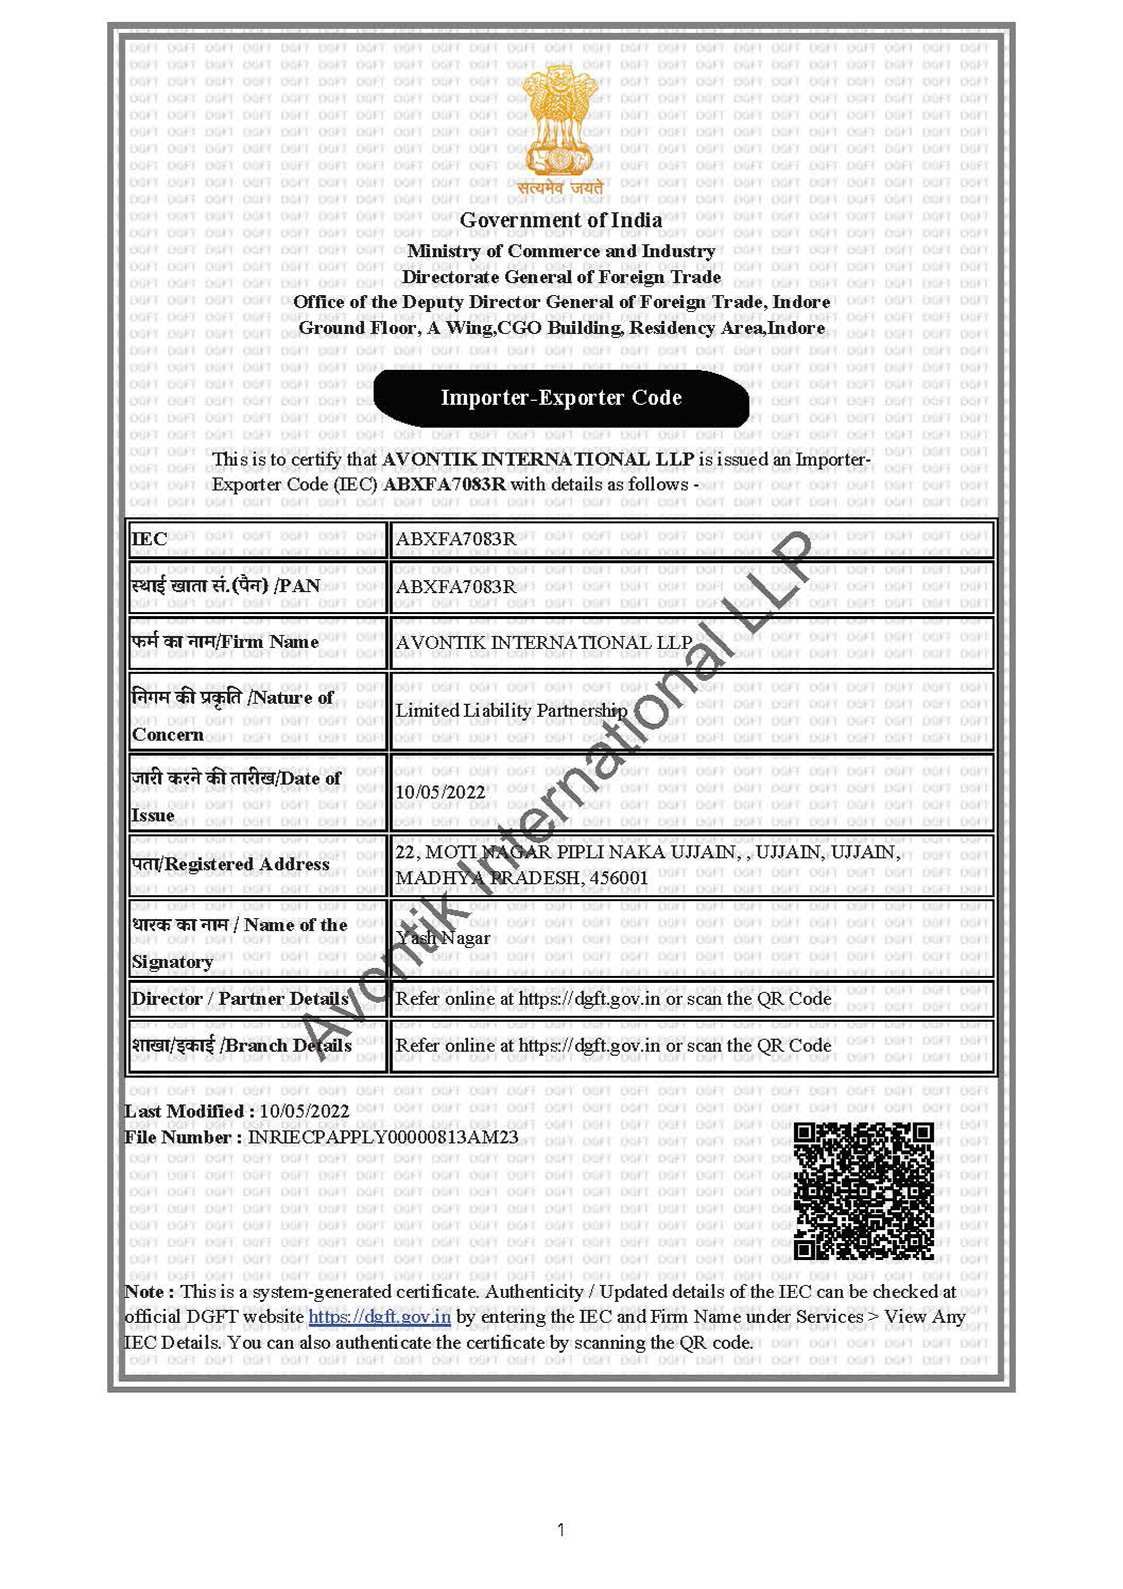 सत्यमेव जयते
Government of India
Ministry of Commerce and Industry
Directorate General of Foreign Trade
Office of the Deputy Director General of Foreign Trade, Indore
Ground Floor, A Wing,CGO Building, Residency Area,Indore
Importer-Exporter Code
This is to certify that AVONTIK INTERNATIONAL LLP is issued an Importer-
Exporter Code (IEC) ABXFA7083R with details as follows -
IEC ABXFA7083R
स्थाई खाता सं.(पैन) /PAN ABXFA7083R
फर्म का नाम/Firm Name AVONTIK INTERNATIONAL LLP
निगम की प्रकृति /Nature of
Concern
Limited Liability Partnership
जारी करने की तारीख/Date of
Issue
10/05/2022
पता/Registered Address
22, MOTI NAGAR PIPLI NAKA UJJAIN, , UJJAIN, UJJAIN,
MADHYA PRADESH, 456001
धारक का नाम / Name of the
Signatory
Yash Nagar
Director / Partner Details Refer online at https://dgft.gov.in or scan the QR Code
शाखा/इकाई /Branch Details Refer online at https://dgft.gov.in or scan the QR Code
Avontik International LLP
Last Modified : 10/05/2022
File Number : INRIECPAPPLY00000813AM23
Note : This is a system-generated certificate. Authenticity / Updated details of the IEC can be checked at
official DGFT website https://dgft.gov.in by entering the IEC and Firm Name under Services > View Any
IEC Details. You can also authenticate the certificate by scanning the QR code.
1